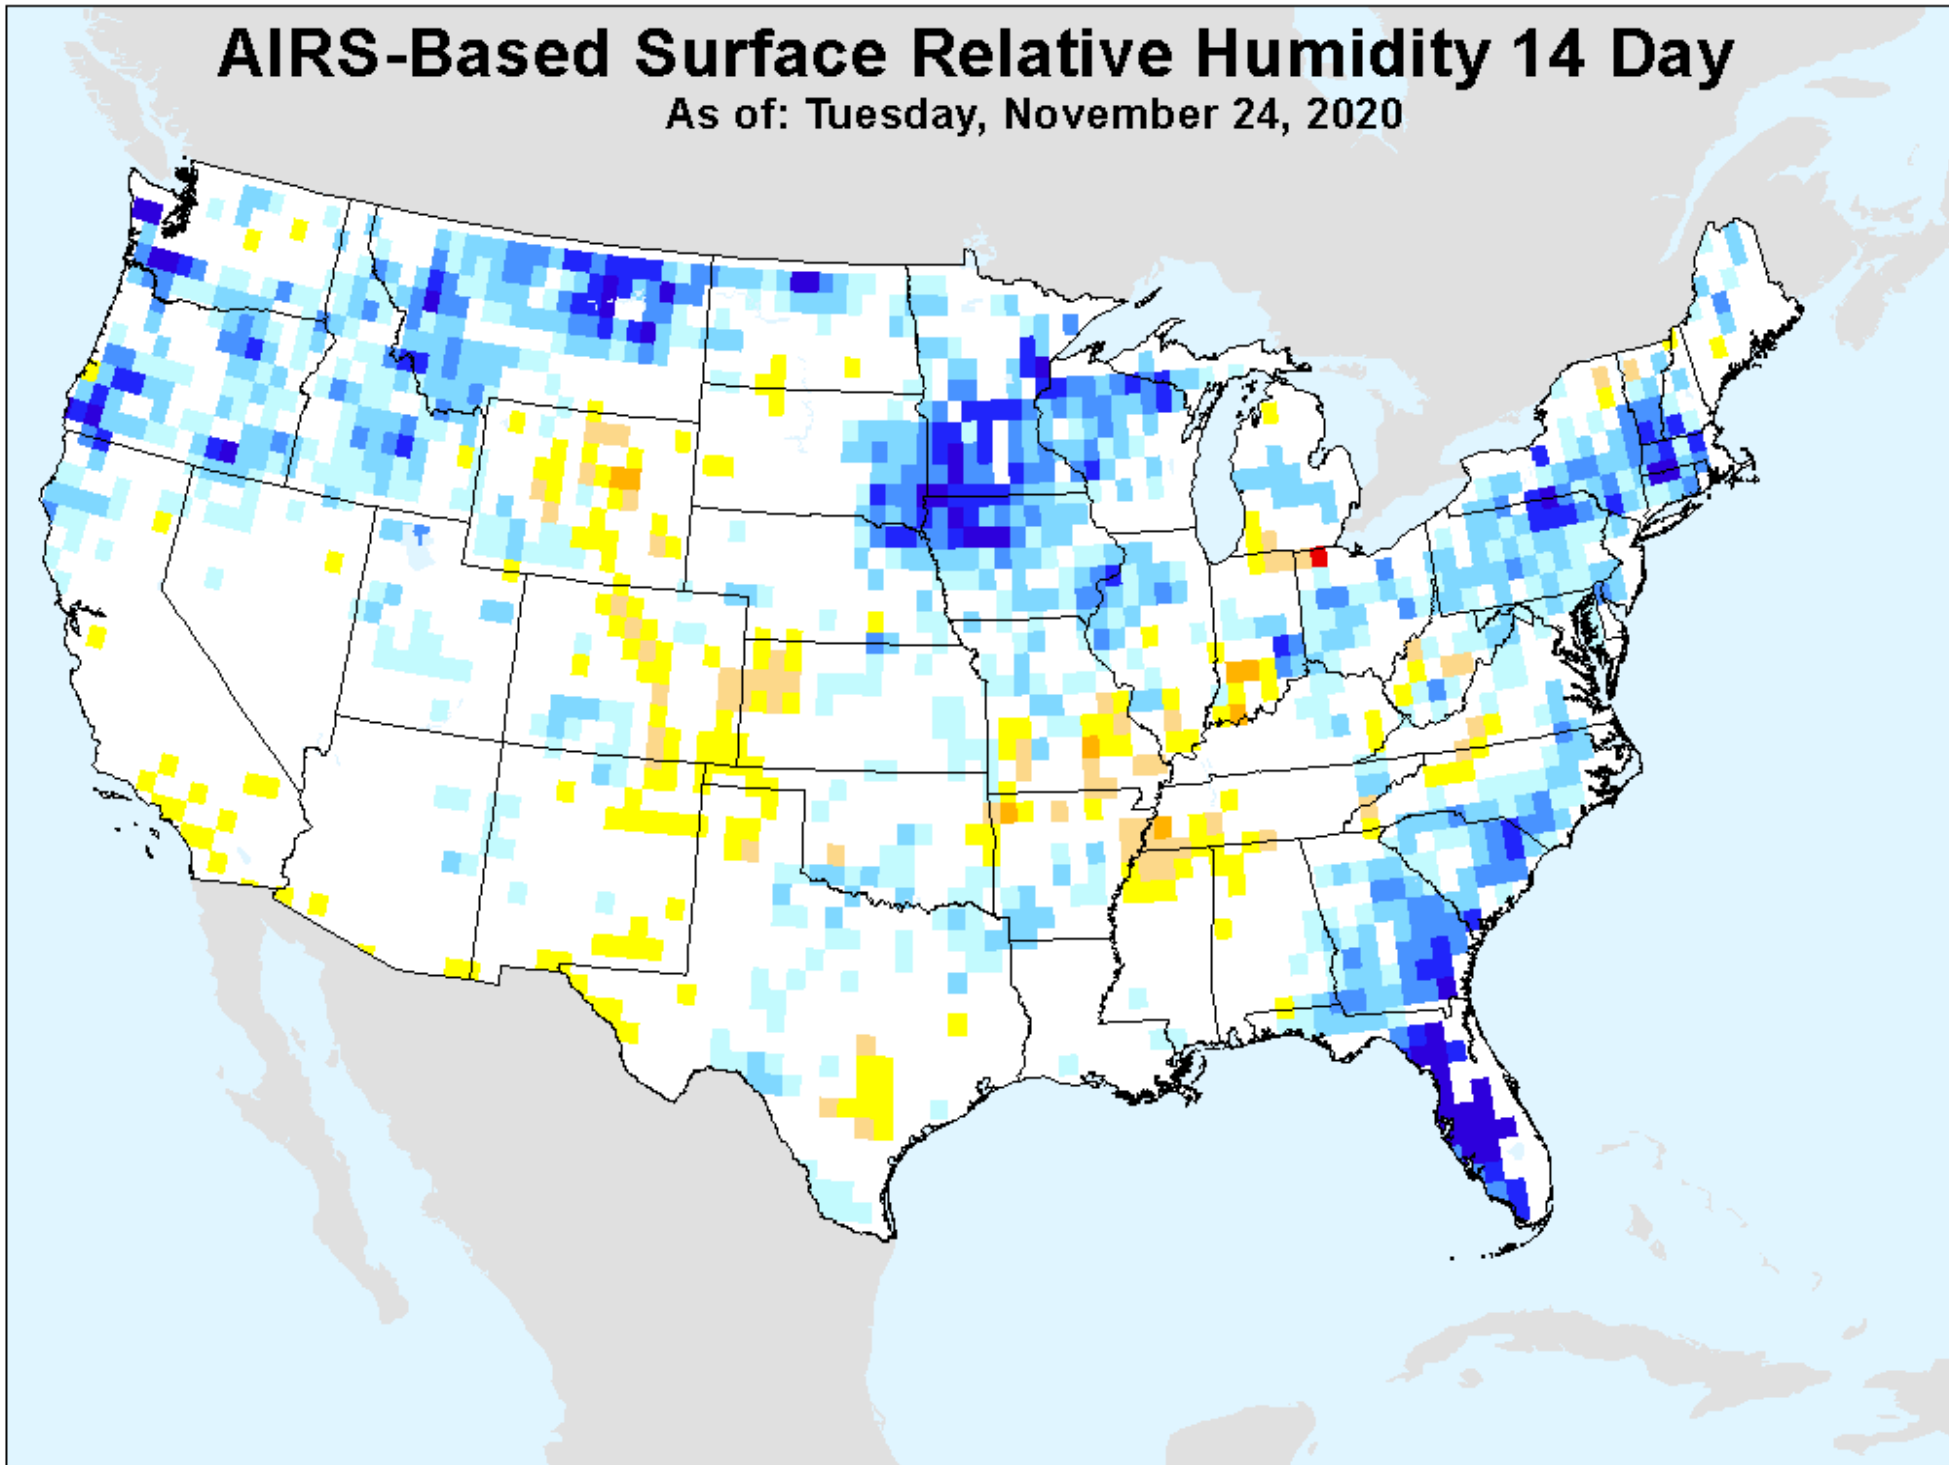 AIRS-Based Surface Relative Humidity 14 Day
As of: Tuesday, November 24, 2020